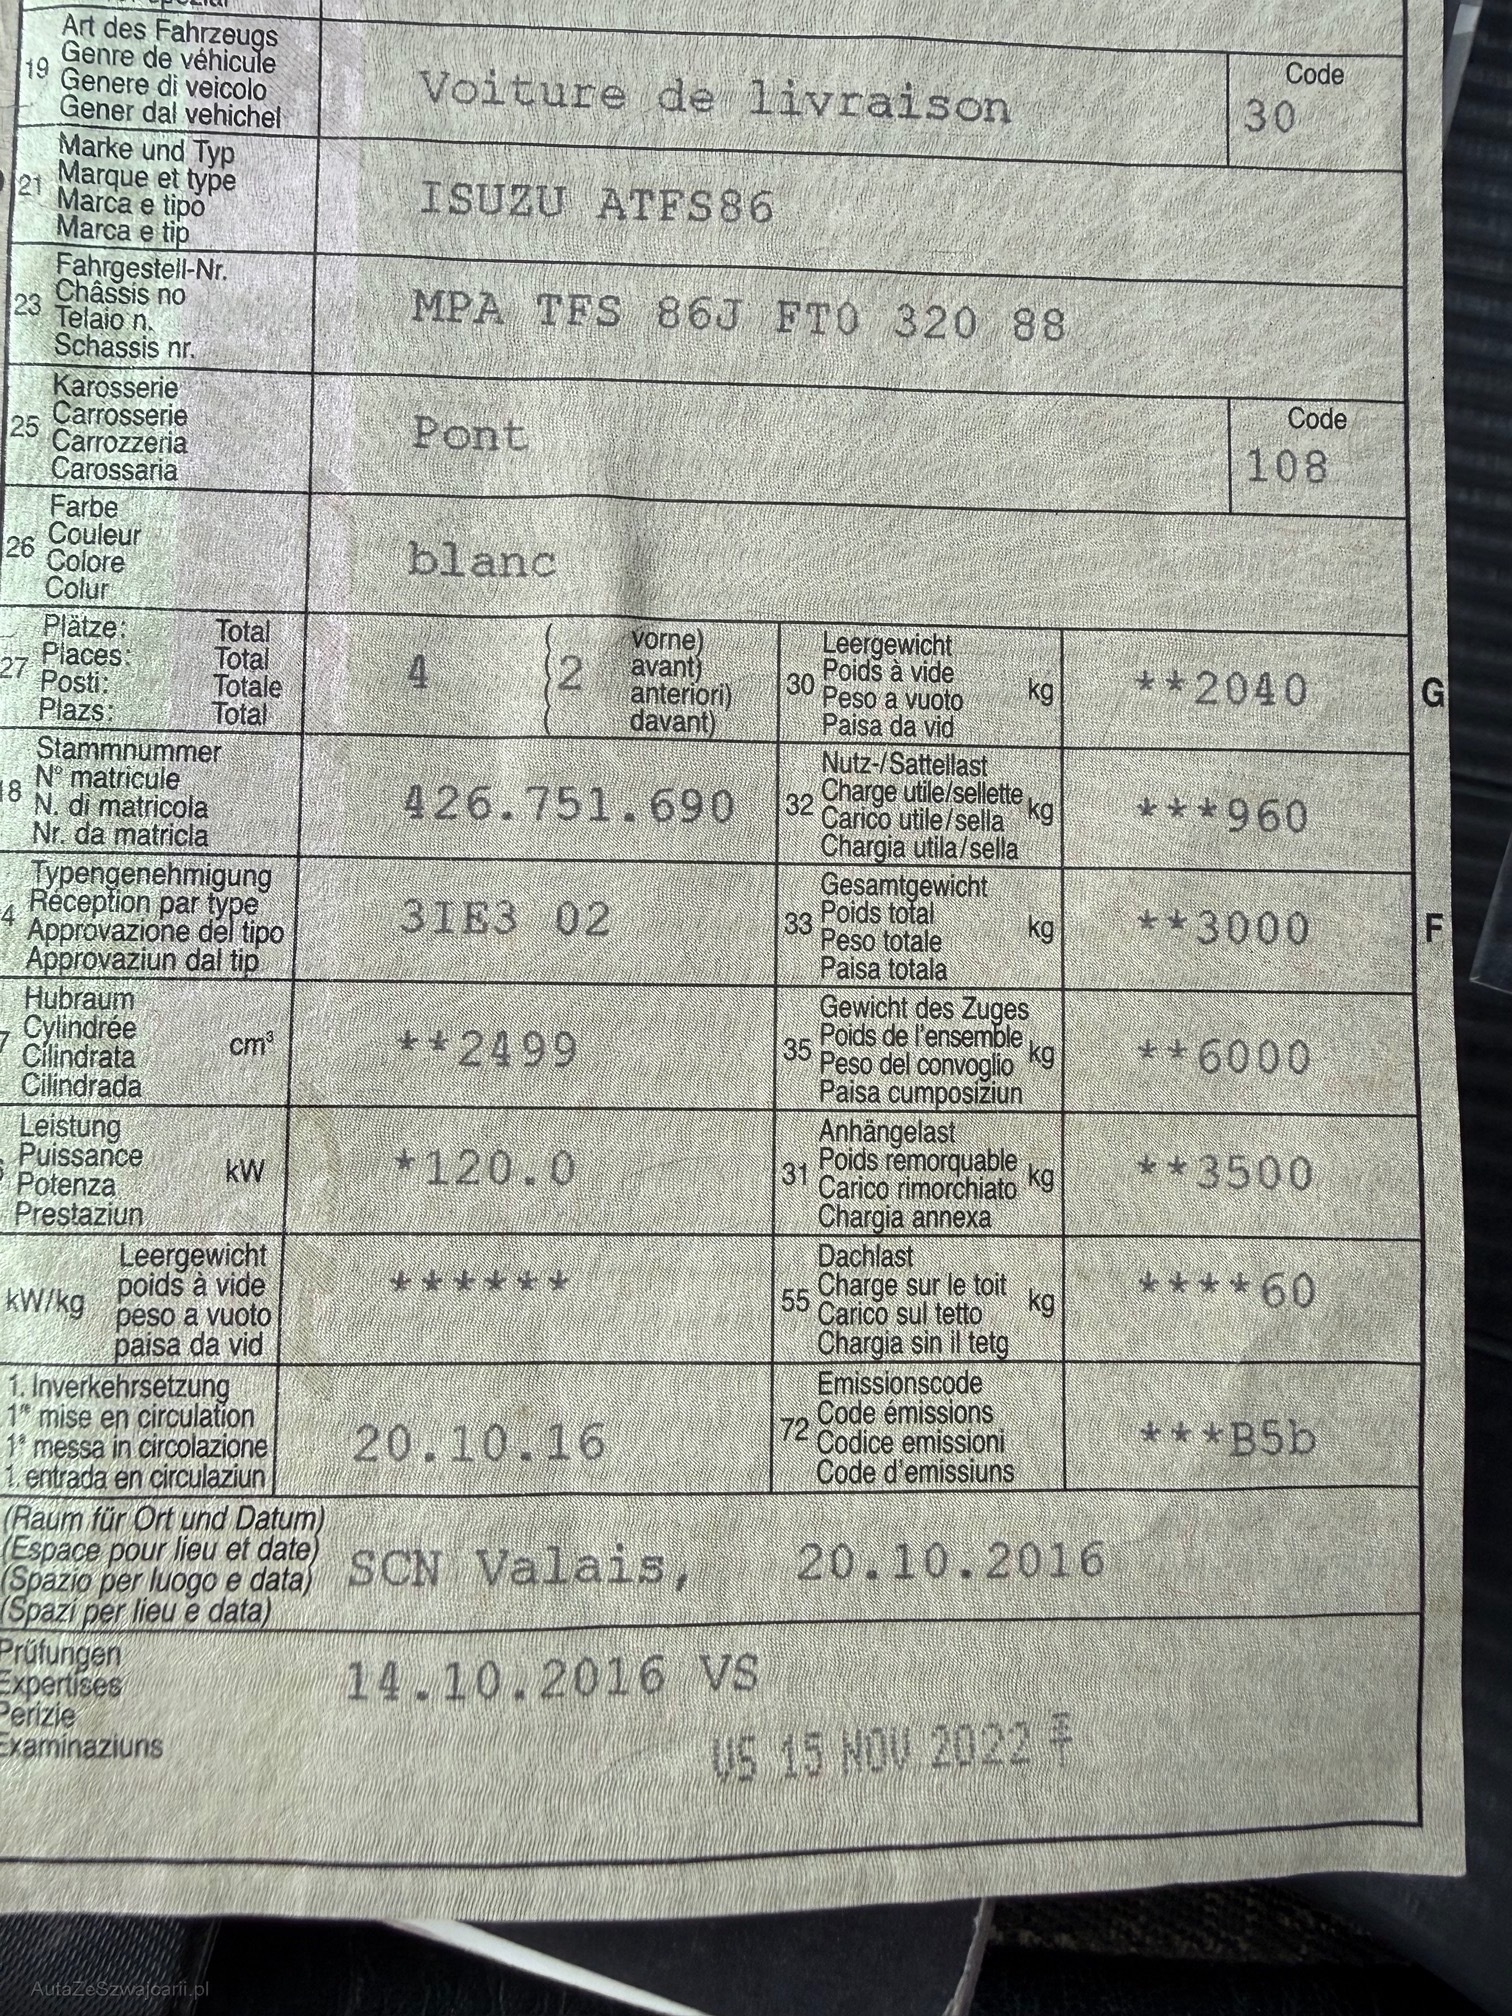 Art des Fahrzeugs
19 Genre de véhicule
Genere di veicolo
Gener dal vehichel
Voiture de livraison
Code
30
Marke und Typ
21 Marque et type
Marca e tipo
Marca e tip
ISUZU ATFS86
Fahrgestell-Nr.
23 Châssis no
Telaio n.
Schassis nr.
MPA TFS 86J FT0 320 88
Karosserie
25 Carrosserie
Carrozzeria
Carossaria
Pont
Code
108
Farbe
26 Couleur
Colore
Colur
blanc
Plätze: Total
27 Places: Total
Posti: Totale
Plazs: Total
4 (2 vorne)
avant)
anteriori)
davant)
Leergewicht
30 Poids à vide kg
Peso a vuoto
Paisa da vid
**2040
G
Stammnummer
18 N° matricule
N. di matricola
Nr. da matricla
426.751.690
Nutz-/Sattellast
32 Charge utile/sellette kg
Carico utile/sella
Chargia utila/sella
***960
Typengenehmigung
4 Réception par type
Approvazione del tipo
Approvaziun dal tip
3IE3 02
Gesamtgewicht
33 Poids total kg
Peso totale
Paisa totala
**3000
F
Hubraum
7 Cylindrée cm³
Cilindrata
Cilindrada
**2499
Gewicht des Zuges
35 Poids de l'ensemble kg
Peso del convoglio
Paisa cumposiziun
**6000
Leistung
Puissance kW
Potenza
Prestaziun
*120.0
Anhängelast
31 Poids remorquable kg
Carico rimorchiato
Chargia annexa
**3500
Leergewicht
kW/kg poids à vide
peso a vuoto
paisa da vid
******
Dachlast
55 Charge sur le toit kg
Carico sul tetto
Chargia sin il tetg
****60
1. Inverkehrsetzung
1re mise en circulation
1a messa in circolazione
1. entrada en circulaziun
20.10.16
Emissionscode
72 Code émissions
Codice emissioni
Code d'emissiuns
***B5b
(Raum für Ort und Datum)
(Espace pour lieu et date)
(Spazio per luogo e data)
(Spazi per lieu e data)
SCN Valais, 20.10.2016
Prüfungen
Expertises
Perizie
Examinaziuns
14.10.2016 VS
VS 15 NOV 2022
AutaZeSzwajcarii.pl